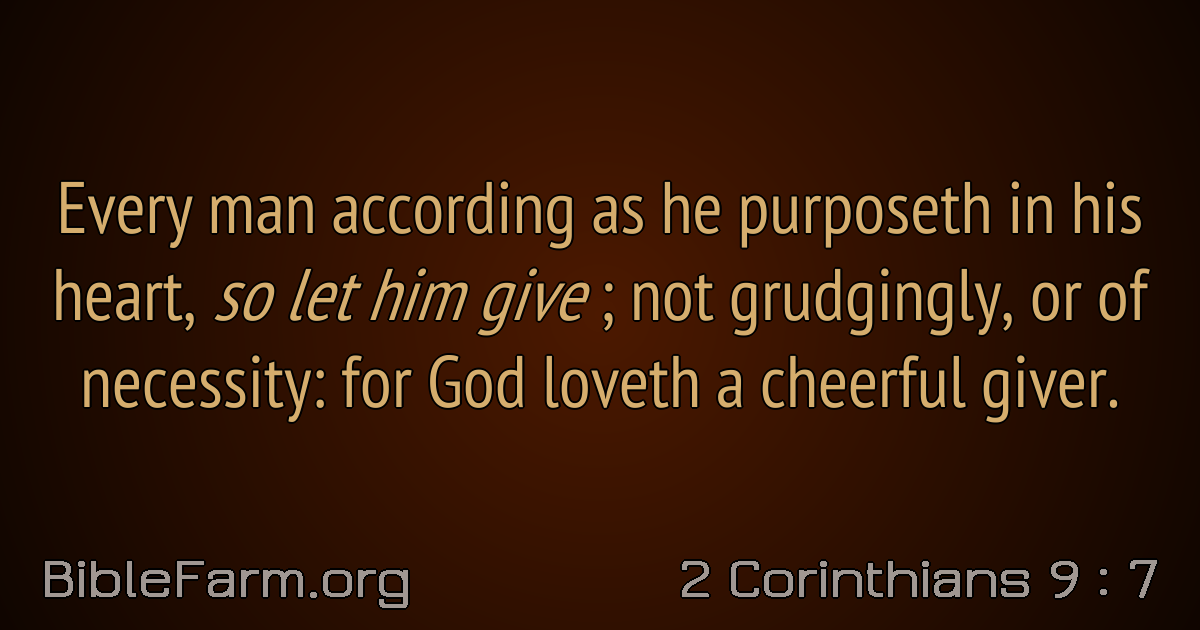 Every man according as he purposeth in his
heart, so let him give ; not grudgingly, or of
necessity: for God loveth a cheerful giver.
BibleFarm.org
2 Corinthians 9 : 7